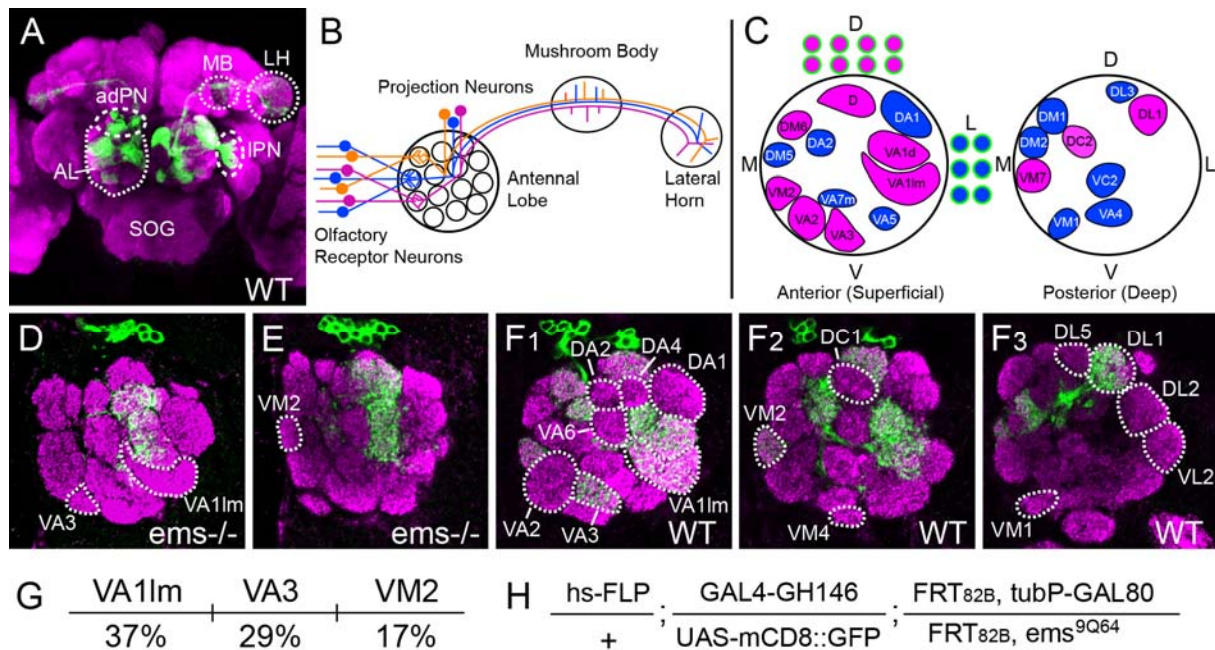 A
MB
LH
adPN
lPN
AL
SOG
WT
B
Mushroom Body
Projection Neurons
Antennal
Lobe
Lateral
Horn
Olfactory
Receptor Neurons
C
D
D
DA1
DM6
DA2
DM5
VA1d
VA1lm
VM2
VA7m
VA2
VA3
VA5
M
L
V
Anterior (Superficial)
D
DL3
DL1
DM1
DM2
DC2
VM7
VC2
VA4
VM1
M
L
V
Posterior (Deep)
D
VA3
VA1lm
ems-/-
E
VM2
ems-/-
F1
DA2
DA4
DA1
VA6
VA2
VA3
VA1lm
WT
F2
DC1
VM2
VM4
WT
F3
DL5
DL1
DL2
VL2
VM1
WT
G
VA1lm VA3 VM2
37% 29% 17%
H
hs-FLP ; GAL4-GH146 ; FRT82B, tubP-GAL80
+ UAS-mCD8::GFP FRT82B, ems9Q64